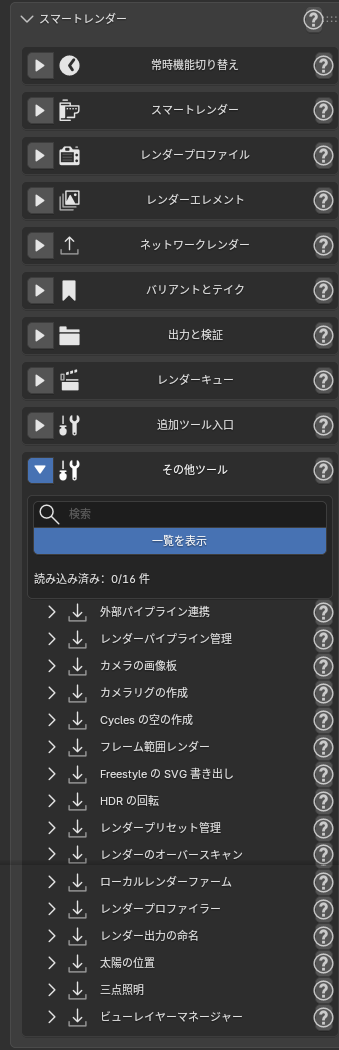 スマートレンダー
常時機能切り替え
スマートレンダー
レンダープロファイル
レンダーエレメント
ネットワークレンダー
バリアントとテイク
出力と検証
レンダーキュー
追加ツール入口
その他ツール
検索
一覧を表示
読み込み済み: 0/16 件
外部パイプライン連携
レンダーパイプライン管理
カメラの画像板
カメラリグの作成
Cycles の空の作成
フレーム範囲レンダー
Freestyle の SVG 書き出し
HDR の回転
レンダープリセット管理
レンダーのオーバースキャン
ローカルレンダーファーム
レンダープロファイラー
レンダー出力の命名
太陽の位置
三点照明
ビューレイヤーマネージャー